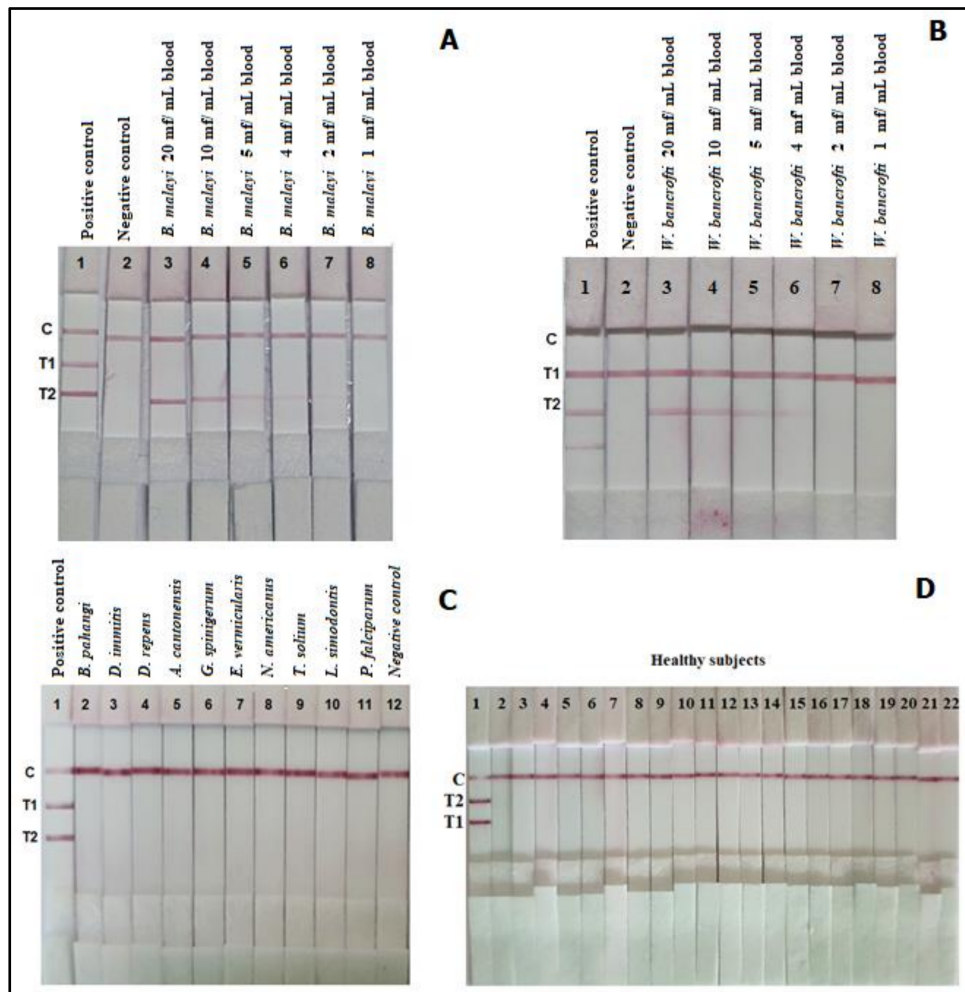 A
Positive control
Negative control
B. malayi 20 mf/ mL blood
B. malayi 10 mf/ mL blood
B. malayi 5 mf/ mL blood
B. malayi 4 mf/ mL blood
B. malayi 2 mf/ mL blood
B. malayi 1 mf/ mL blood
1 2 3 4 5 6 7 8
C
T1
T2
B
Positive control
Negative control
W. bancrofti 20 mf/ mL blood
W. bancrofti 10 mf/ mL blood
W. bancrofti 5 mf/ mL blood
W. bancrofti 4 mf/ mL blood
W. bancrofti 2 mf/ mL blood
W. bancrofti 1 mf/ mL blood
1 2 3 4 5 6 7 8
C
T1
T2
C
Positive control
B. pahangi
D. immitis
D. repens
A. cantonensis
G. spinigerum
E. vermicularis
N. americanus
T. solium
L. simodontis
P. falciparum
Negative control
1 2 3 4 5 6 7 8 9 10 11 12
C
T1
T2
D
Healthy subjects
1 2 3 4 5 6 7 8 9 10 11 12 13 14 15 16 17 18 19 20 21 22
C
T2
T1